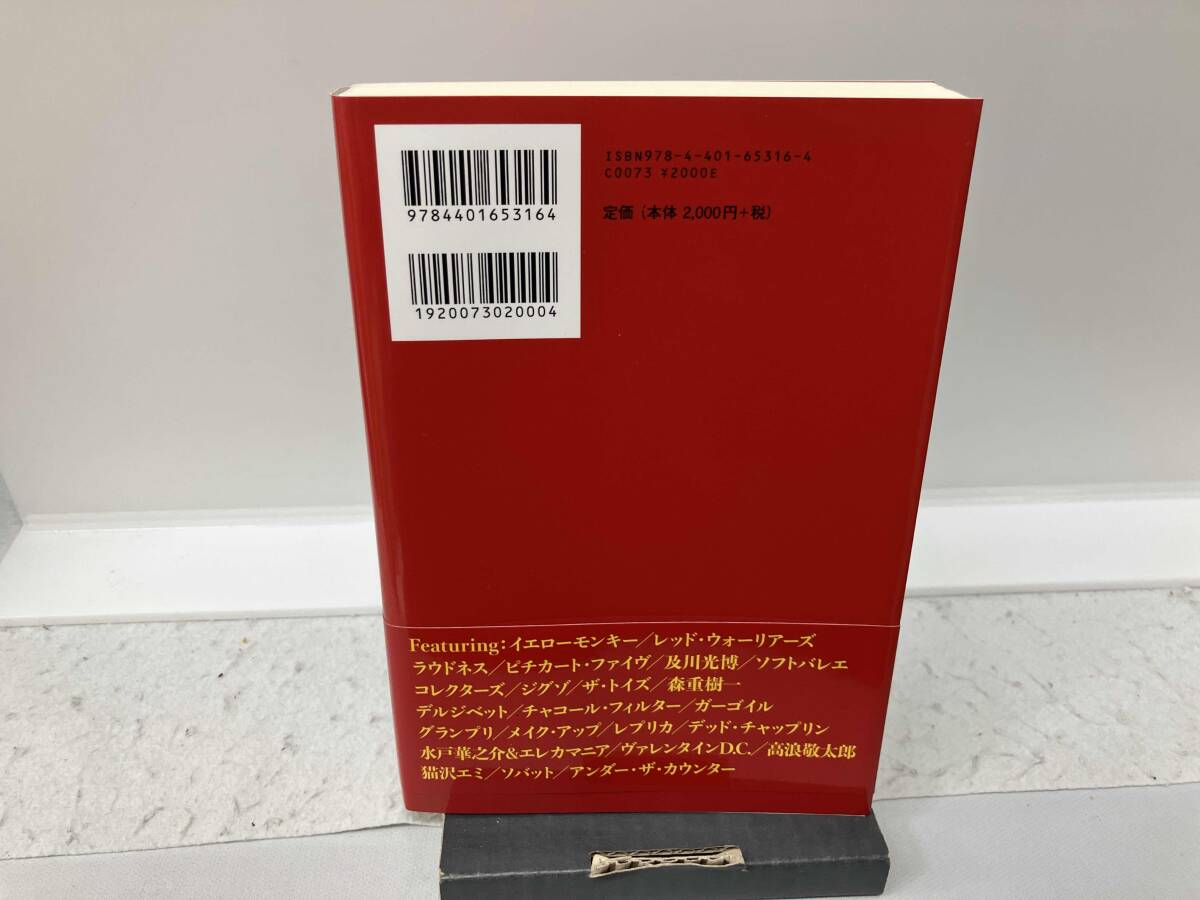 9784401653164
1920073020004
ISBN978-4-401-65316-4
C0073 ¥2000E
定価（本体 2,000円+税）
Featuring：イエローモンキー／レッド・ウォーリアーズ
ラウドネス／ピチカート・ファイヴ／及川光博／ソフトバレエ
コレクターズ／ジグゾ／ザ・トイズ／森重樹一
デルジベット／チャコール・フィルター／ガーゴイル
グランプリ／メイク・アップ／レプリカ／デッド・チャップリン
水戸華之介&エレカマニア／ヴァレンタインD.C.／高浪敬太郎
猫沢エミ／ソバット／アンダー・ザ・カウンター